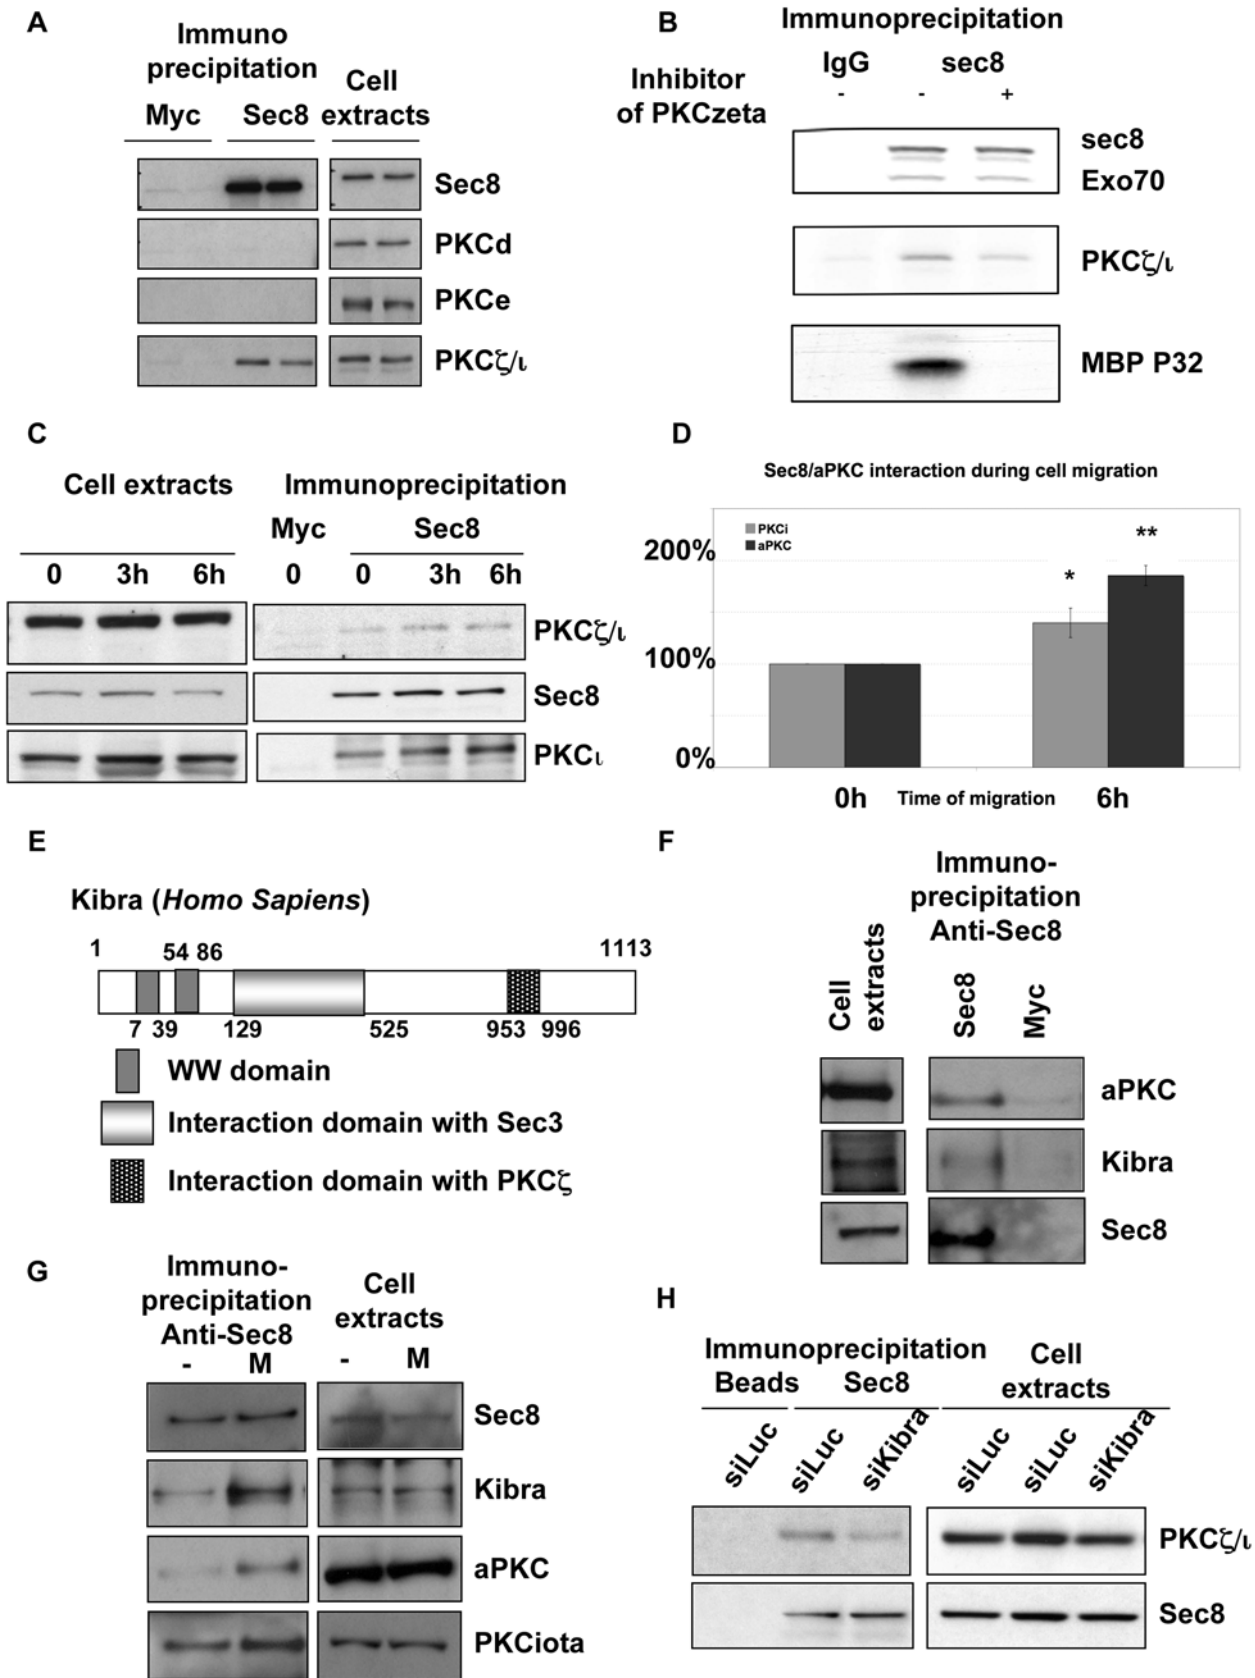 A
Immuno
precipitation
Cell
extracts
Myc
Sec8
Sec8
PKCd
PKCe
PKCζ/ι
B
Immunoprecipitation
IgG
sec8
Inhibitor
of PKCzeta
-
-
+
sec8
Exo70
PKCζ/ι
MBP P32
C
Cell extracts
Immunoprecipitation
Myc
Sec8
0
3h
6h
0
0
3h
6h
PKCζ/ι
Sec8
PKCι
D
Sec8/aPKC interaction during cell migration
PKCi
aPKC
200%
100%
0%
*
**
0h
Time of migration
6h
E
Kibra (Homo Sapiens)
1
54
86
1113
7
39
129
525
953
996
WW domain
Interaction domain with Sec3
Interaction domain with PKCζ
F
Immuno-
precipitation
Anti-Sec8
Cell
extracts
Sec8
Myc
aPKC
Kibra
Sec8
G
Immuno-
precipitation
Anti-Sec8
Cell
extracts
-
M
-
M
Sec8
Kibra
aPKC
PKCiota
H
Immunoprecipitation
Beads
Sec8
Cell
extracts
siLuc
siLuc
siKibra
siLuc
siLuc
siKibra
PKCζ/ι
Sec8